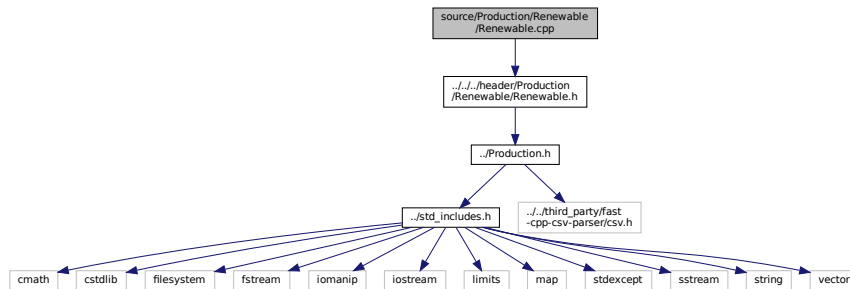 source/Production/Renewable
/Renewable.cpp
../../../header/Production
/Renewable/Renewable.h
../Production.h
../std_includes.h
../../third_party/fast
-cpp-csv-parser/csv.h
cmath
cstdlib
filesystem
fstream
iomanip
iostream
limits
map
stdexcept
sstream
string
vector